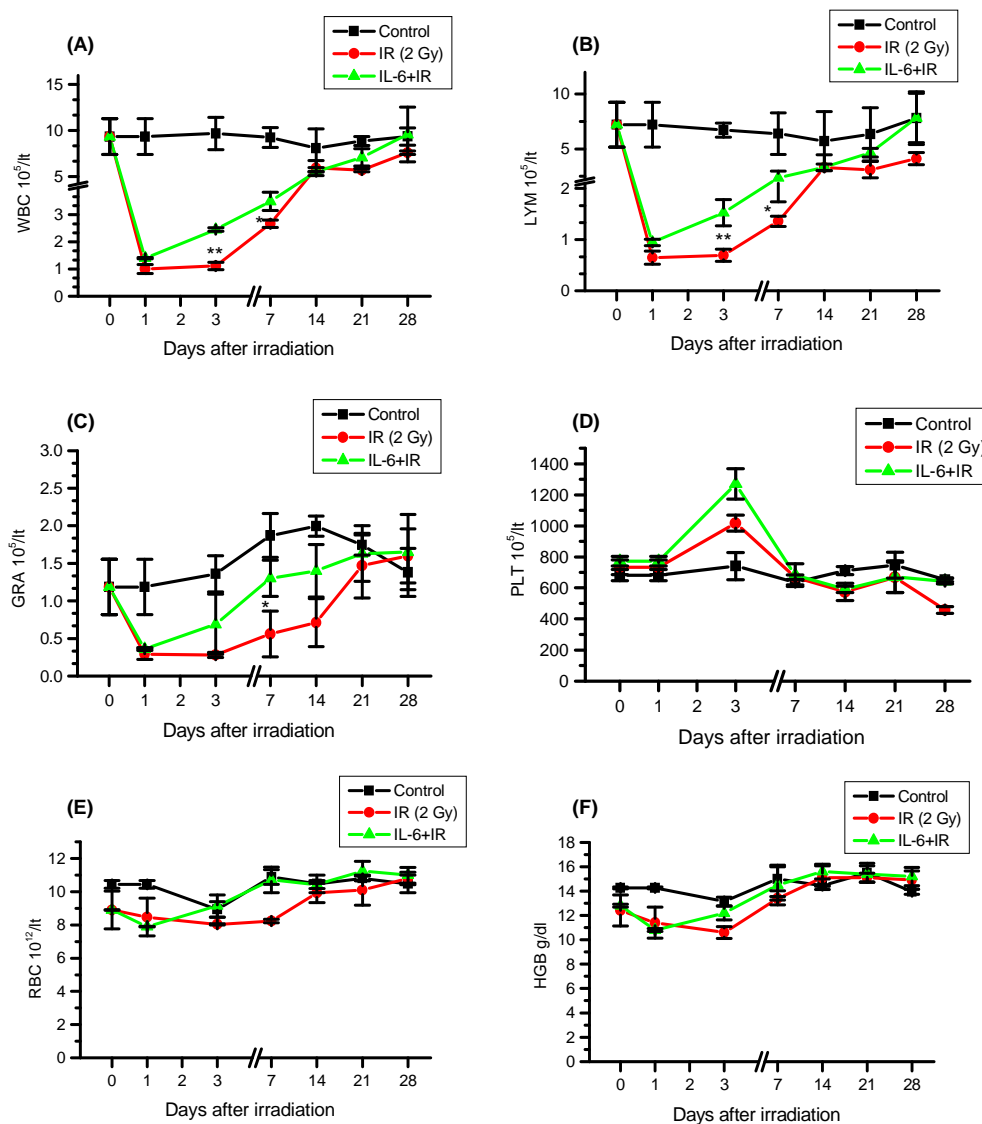 (A)
Control
IR (2 Gy)
IL-6+IR
WBC 10⁵/lt
15
10
5
3
2
1
0
**
*
0 1 2 3 7 14 21 28
Days after irradiation
(B)
Control
IR (2 Gy)
IL-6+IR
LYM 10⁵/lt
10
5
2
1
0
**
*
0 1 2 3 7 14 21 28
Days after irradiation
(C)
Control
IR (2 Gy)
IL-6+IR
GRA 10⁵/lt
3.0
2.5
2.0
1.5
1.0
0.5
0.0
*
0 1 2 3 7 14 21 28
Days after irradiation
(D)
Control
IR (2 Gy)
IL-6+IR
PLT 10⁵/lt
1400
1200
1000
800
600
400
200
0
0 1 2 3 7 14 21 28
Days after irradiation
(E)
Control
IR (2 Gy)
IL-6+IR
RBC 10¹²/lt
12
10
8
6
4
2
0
0 1 2 3 7 14 21 28
Days after irradiation
(F)
Control
IR (2 Gy)
IL-6+IR
HGB g/dl
18
16
14
12
10
9
8
7
6
5
4
3
2
1
0
0 1 2 3 7 14 21 28
Days after irradiation